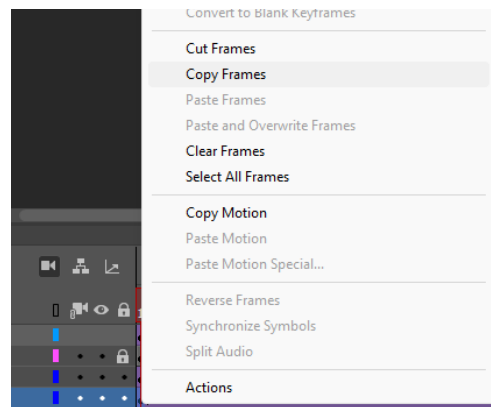 Convert to Blank Keyframes
Cut Frames
Copy Frames
Paste Frames
Paste and Overwrite Frames
Clear Frames
Select All Frames
Copy Motion
Paste Motion
Paste Motion Special...
Reverse Frames
Synchronize Symbols
Split Audio
Actions